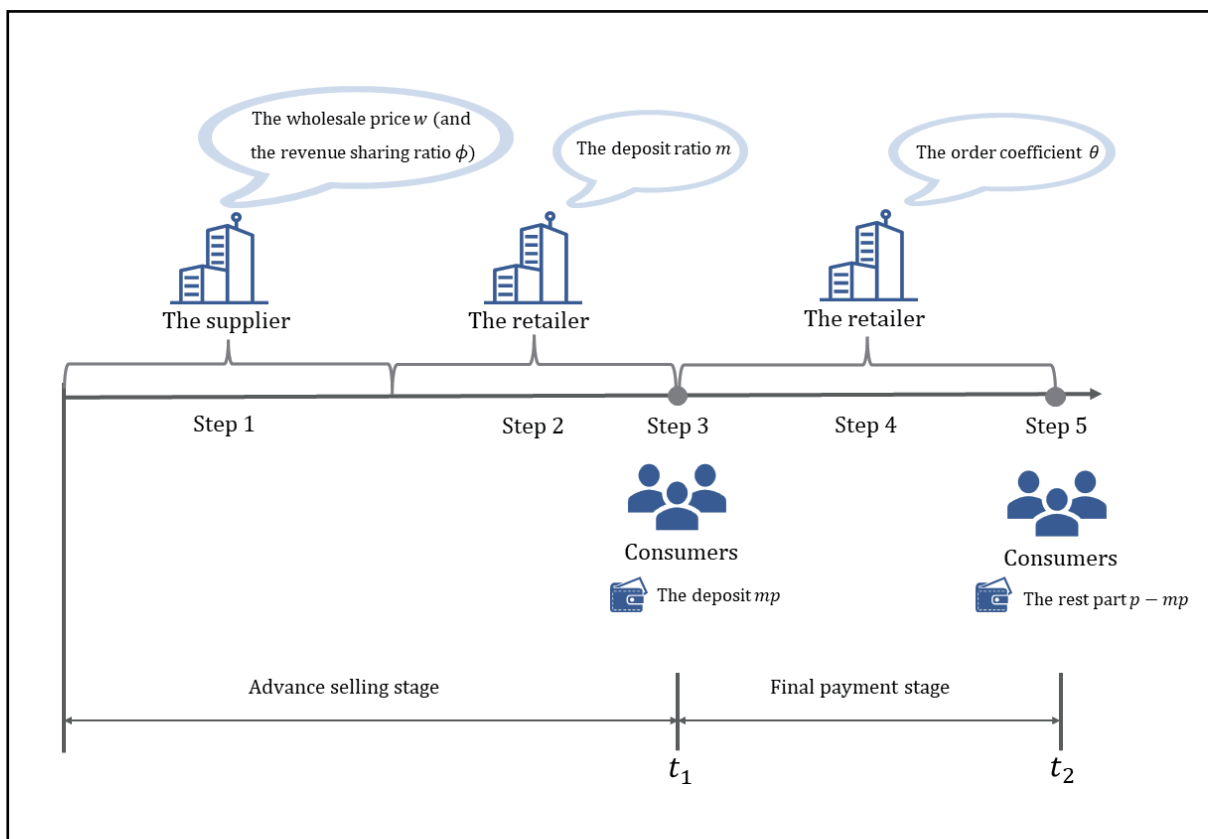 The wholesale price w (and
the revenue sharing ratio ϕ)
The deposit ratio m
The order coefficient θ
The supplier
The retailer
The retailer
Step 1
Step 2
Step 3
Step 4
Step 5
Consumers
The deposit mp
Consumers
The rest part p − mp
Advance selling stage
Final payment stage
t₁
t₂